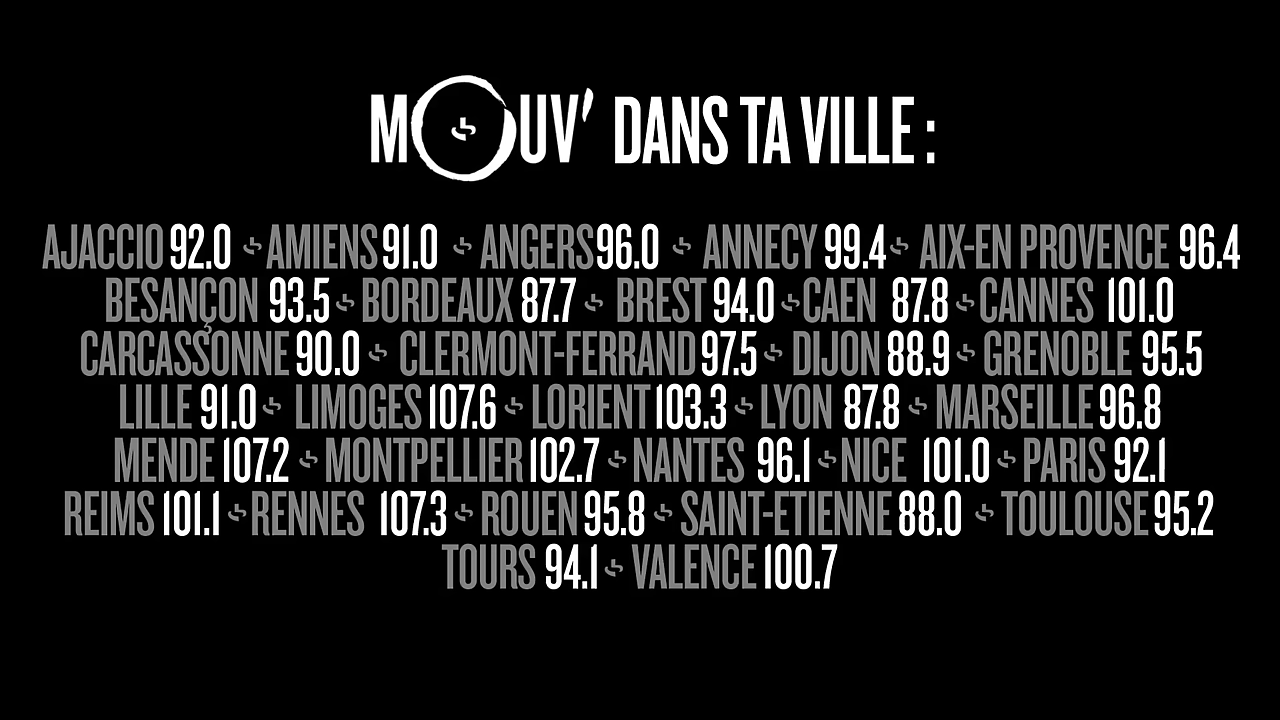 MOUV' DANS TA VILLE :
AJACCIO 92.0 AMIENS 91.0 ANGERS 96.0 ANNECY 99.4 AIX-EN PROVENCE 96.4
BESANÇON 93.5 BORDEAUX 87.7 BREST 94.0 CAEN 87.8 CANNES 101.0
CARCASSONNE 90.0 CLERMONT-FERRAND 97.5 DIJON 88.9 GRENOBLE 95.5
LILLE 91.0 LIMOGES 107.6 LORIENT 103.3 LYON 87.8 MARSEILLE 96.8
MENDE 107.2 MONTPELLIER 102.7 NANTES 96.1 NICE 101.0 PARIS 92.1
REIMS 101.1 RENNES 107.3 ROUEN 95.8 SAINT-ETIENNE 88.0 TOULOUSE 95.2
TOURS 94.1 VALENCE 100.7